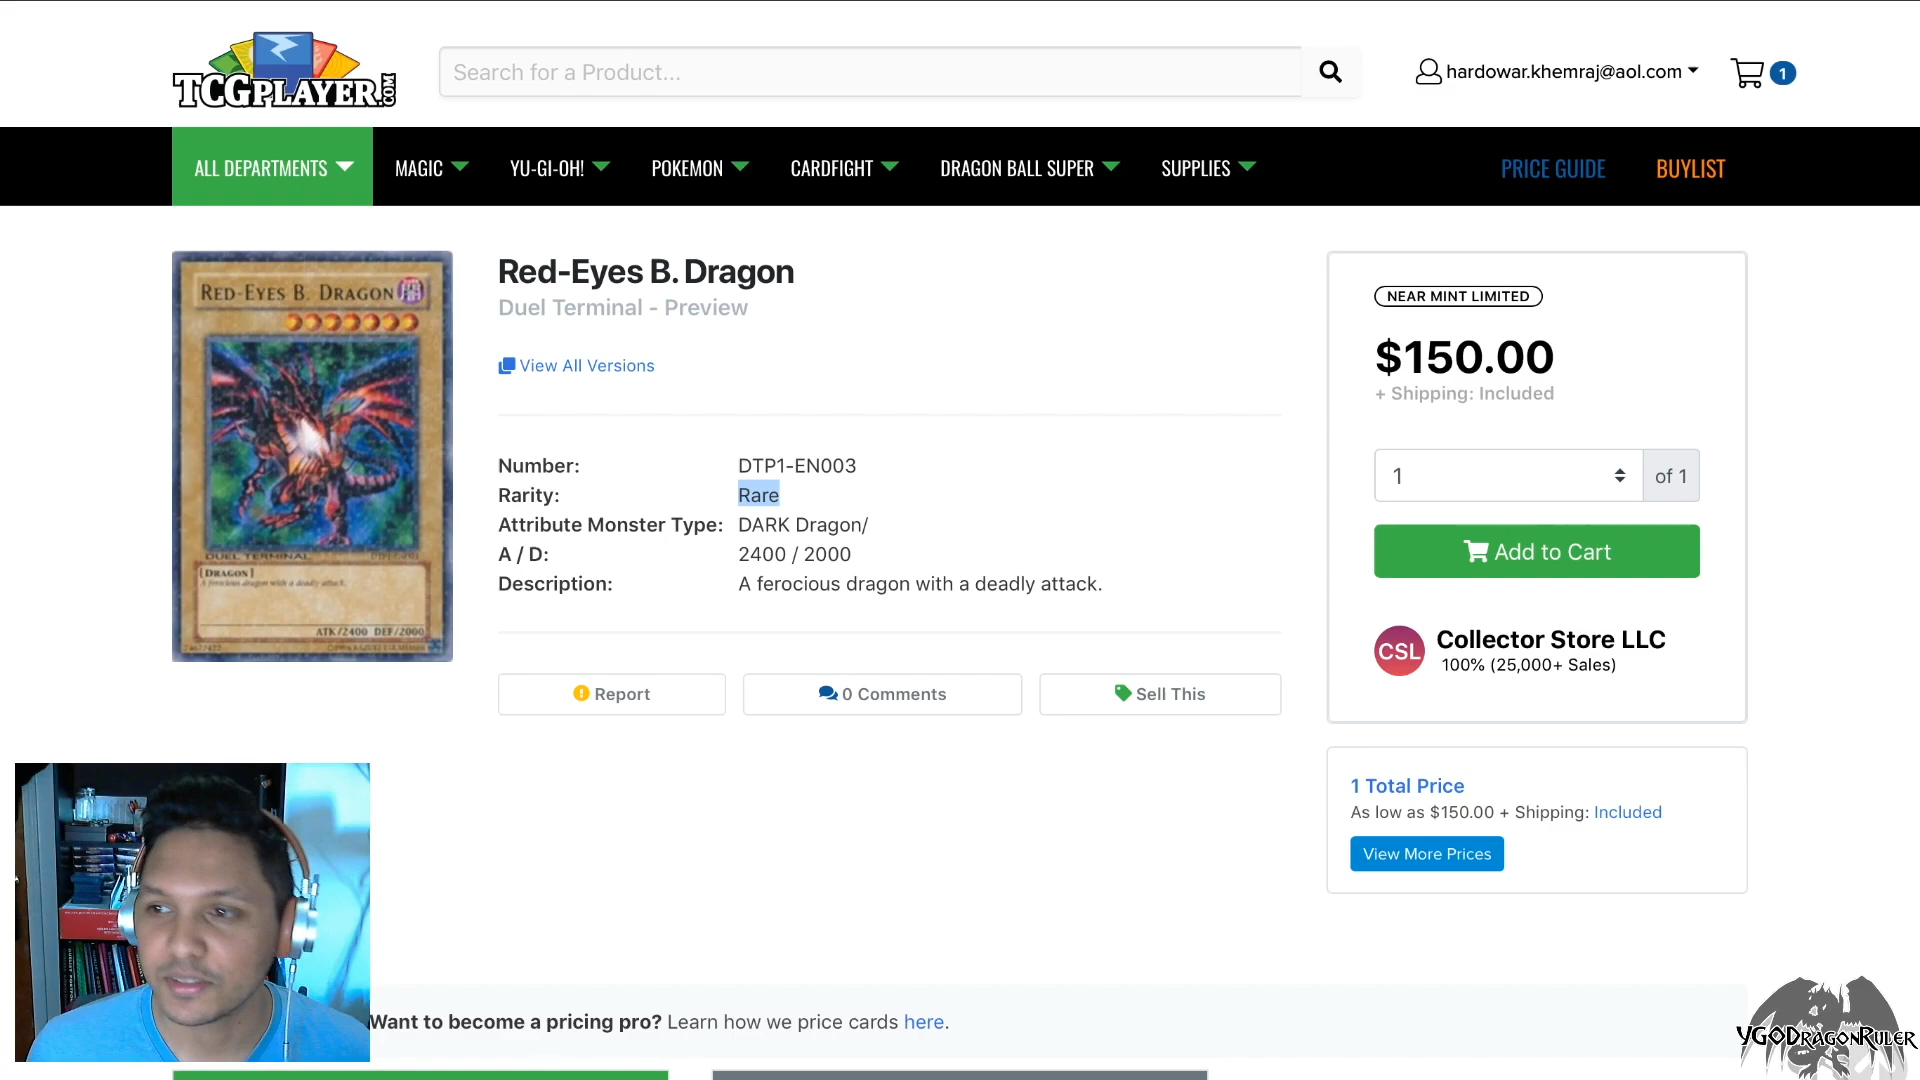 TCGPLAYER.COM
Search for a Product...
hardowar.khemraj@aol.com
1
ALL DEPARTMENTS
MAGIC
YU-GI-OH!
POKEMON
CARDFIGHT
DRAGON BALL SUPER
SUPPLIES
PRICE GUIDE
BUYLIST
RED-EYES B. DRAGON
DUEL TERMINAL
[DRAGON]
A ferocious dragon with a deadly attack.
ATK/2400 DEF/2000
Red-Eyes B. Dragon
Duel Terminal - Preview
View All Versions
Number: DTP1-EN003
Rarity: Rare
Attribute Monster Type: DARK Dragon/
A / D: 2400 / 2000
Description: A ferocious dragon with a deadly attack.
Report
0 Comments
Sell This
NEAR MINT LIMITED
$150.00
+ Shipping: Included
1 of 1
Add to Cart
CSL
Collector Store LLC
100% (25,000+ Sales)
1 Total Price
As low as $150.00 + Shipping: Included
View More Prices
Want to become a pricing pro? Learn how we price cards here.
YGODRAGONRULER